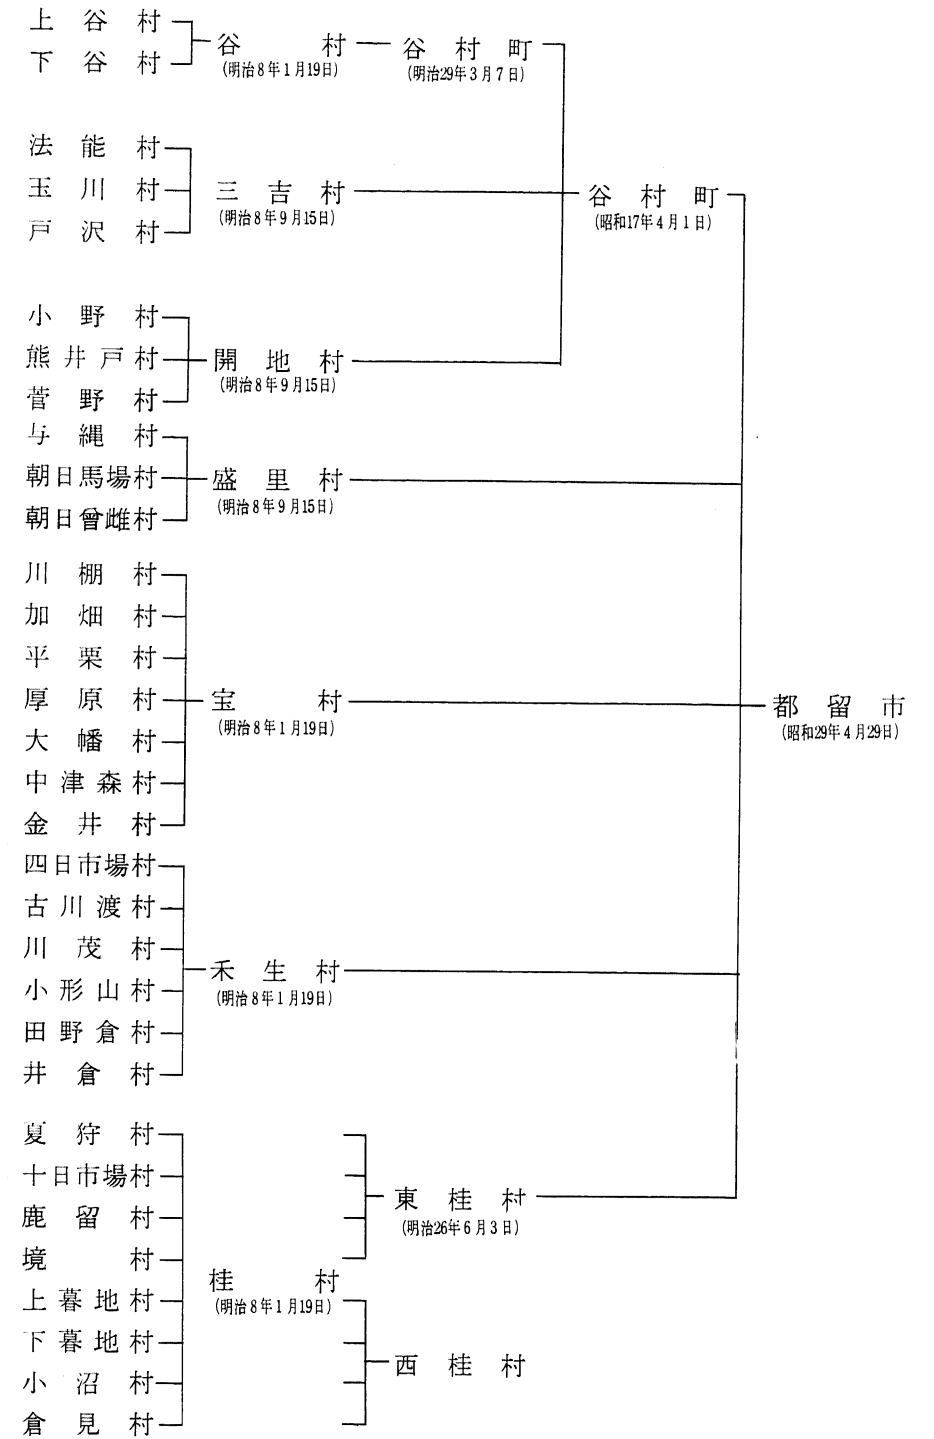 上谷村
下谷村
谷村
(明治8年1月19日)
谷村町
(明治29年3月7日)
法能村
玉川村
戸沢村
三吉村
(明治8年9月15日)
谷村町
(昭和17年4月1日)
小野村
熊井戸村
菅野村
開地村
(明治8年9月15日)
与縄村
朝日馬場村
朝日曾雌村
盛里村
(明治8年9月15日)
川棚村
加畑村
平栗村
厚原村
大幡村
中津森村
金井村
宝村
(明治8年1月19日)
都留市
(昭和29年4月29日)
四日市場村
古川渡村
川茂村
小形山村
田野倉村
井倉村
禾生村
(明治8年1月19日)
夏狩村
十日市場村
鹿留村
境村
上暮地村
下暮地村
小沼村
倉見村
桂村
(明治8年1月19日)
東桂村
(明治26年6月3日)
西桂村